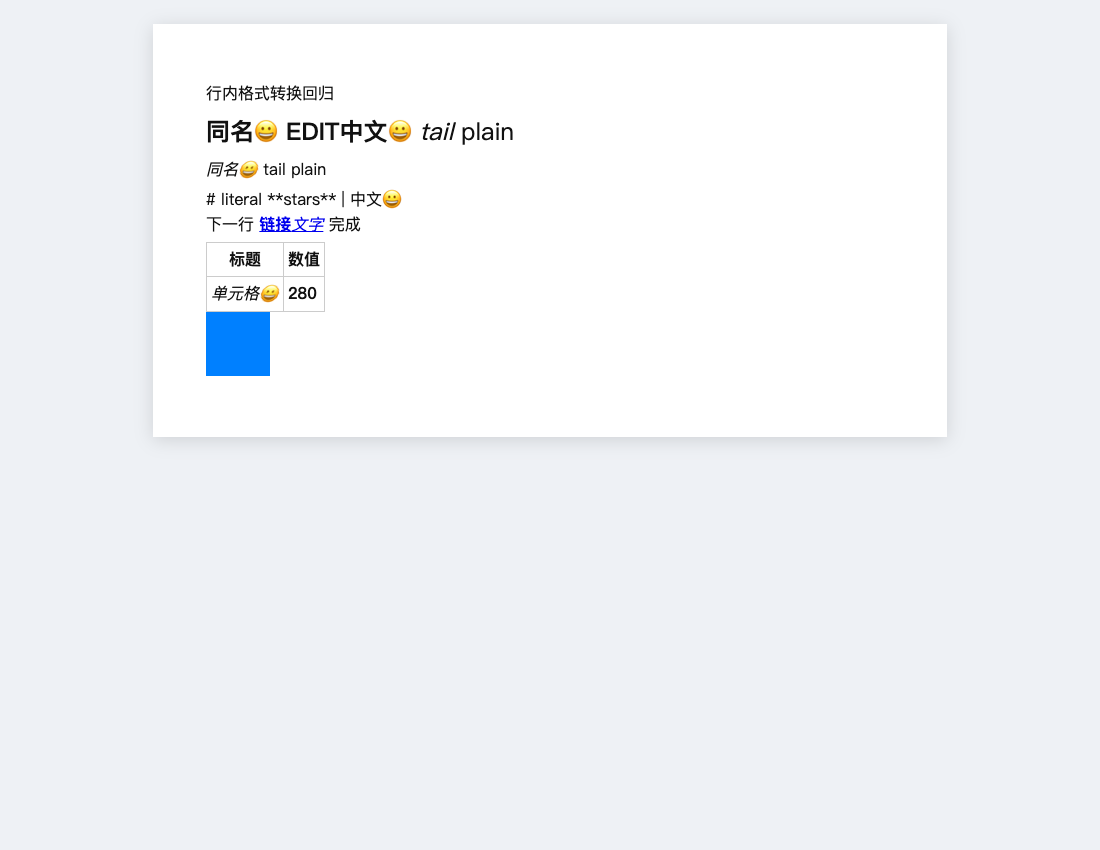 行内格式转换回归
同名😀 EDIT中文😀 tail plain
同名😀 tail plain
# literal **stars** | 中文😀
下一行 链接文字 完成
标题 数值
单元格😀 280